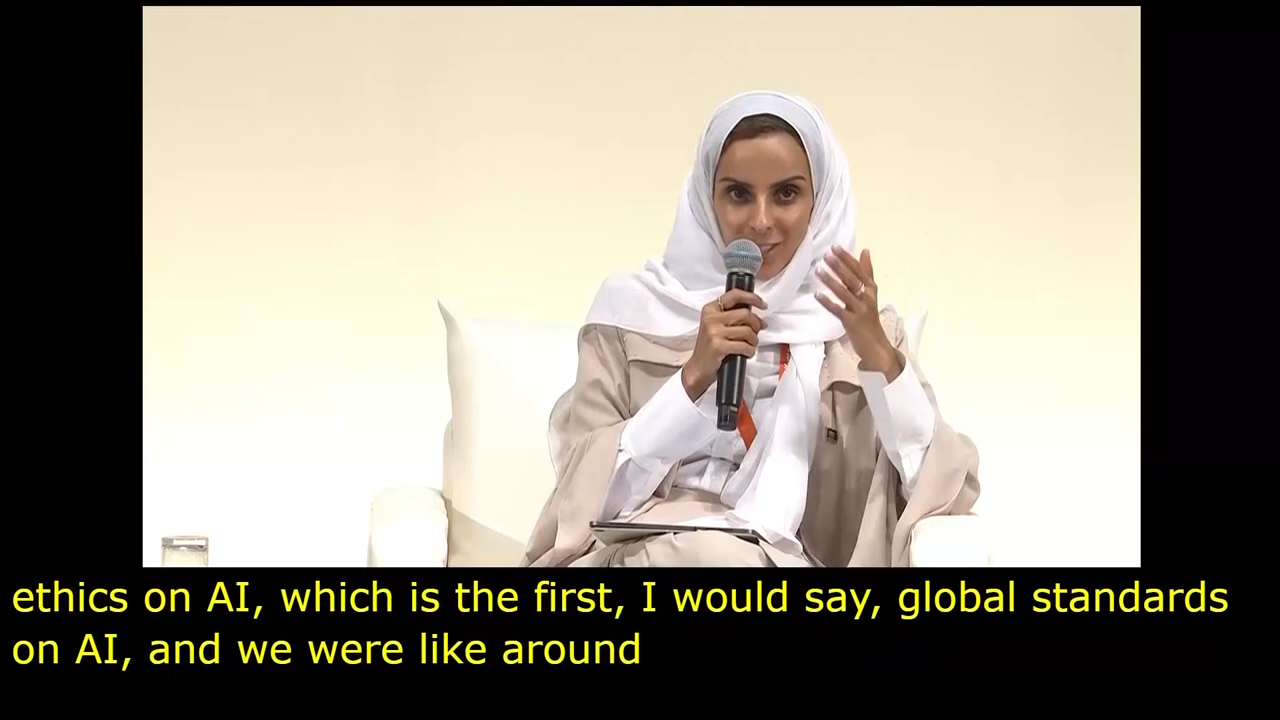 ethics on AI, which is the first, I would say, global standards
on AI, and we were like around